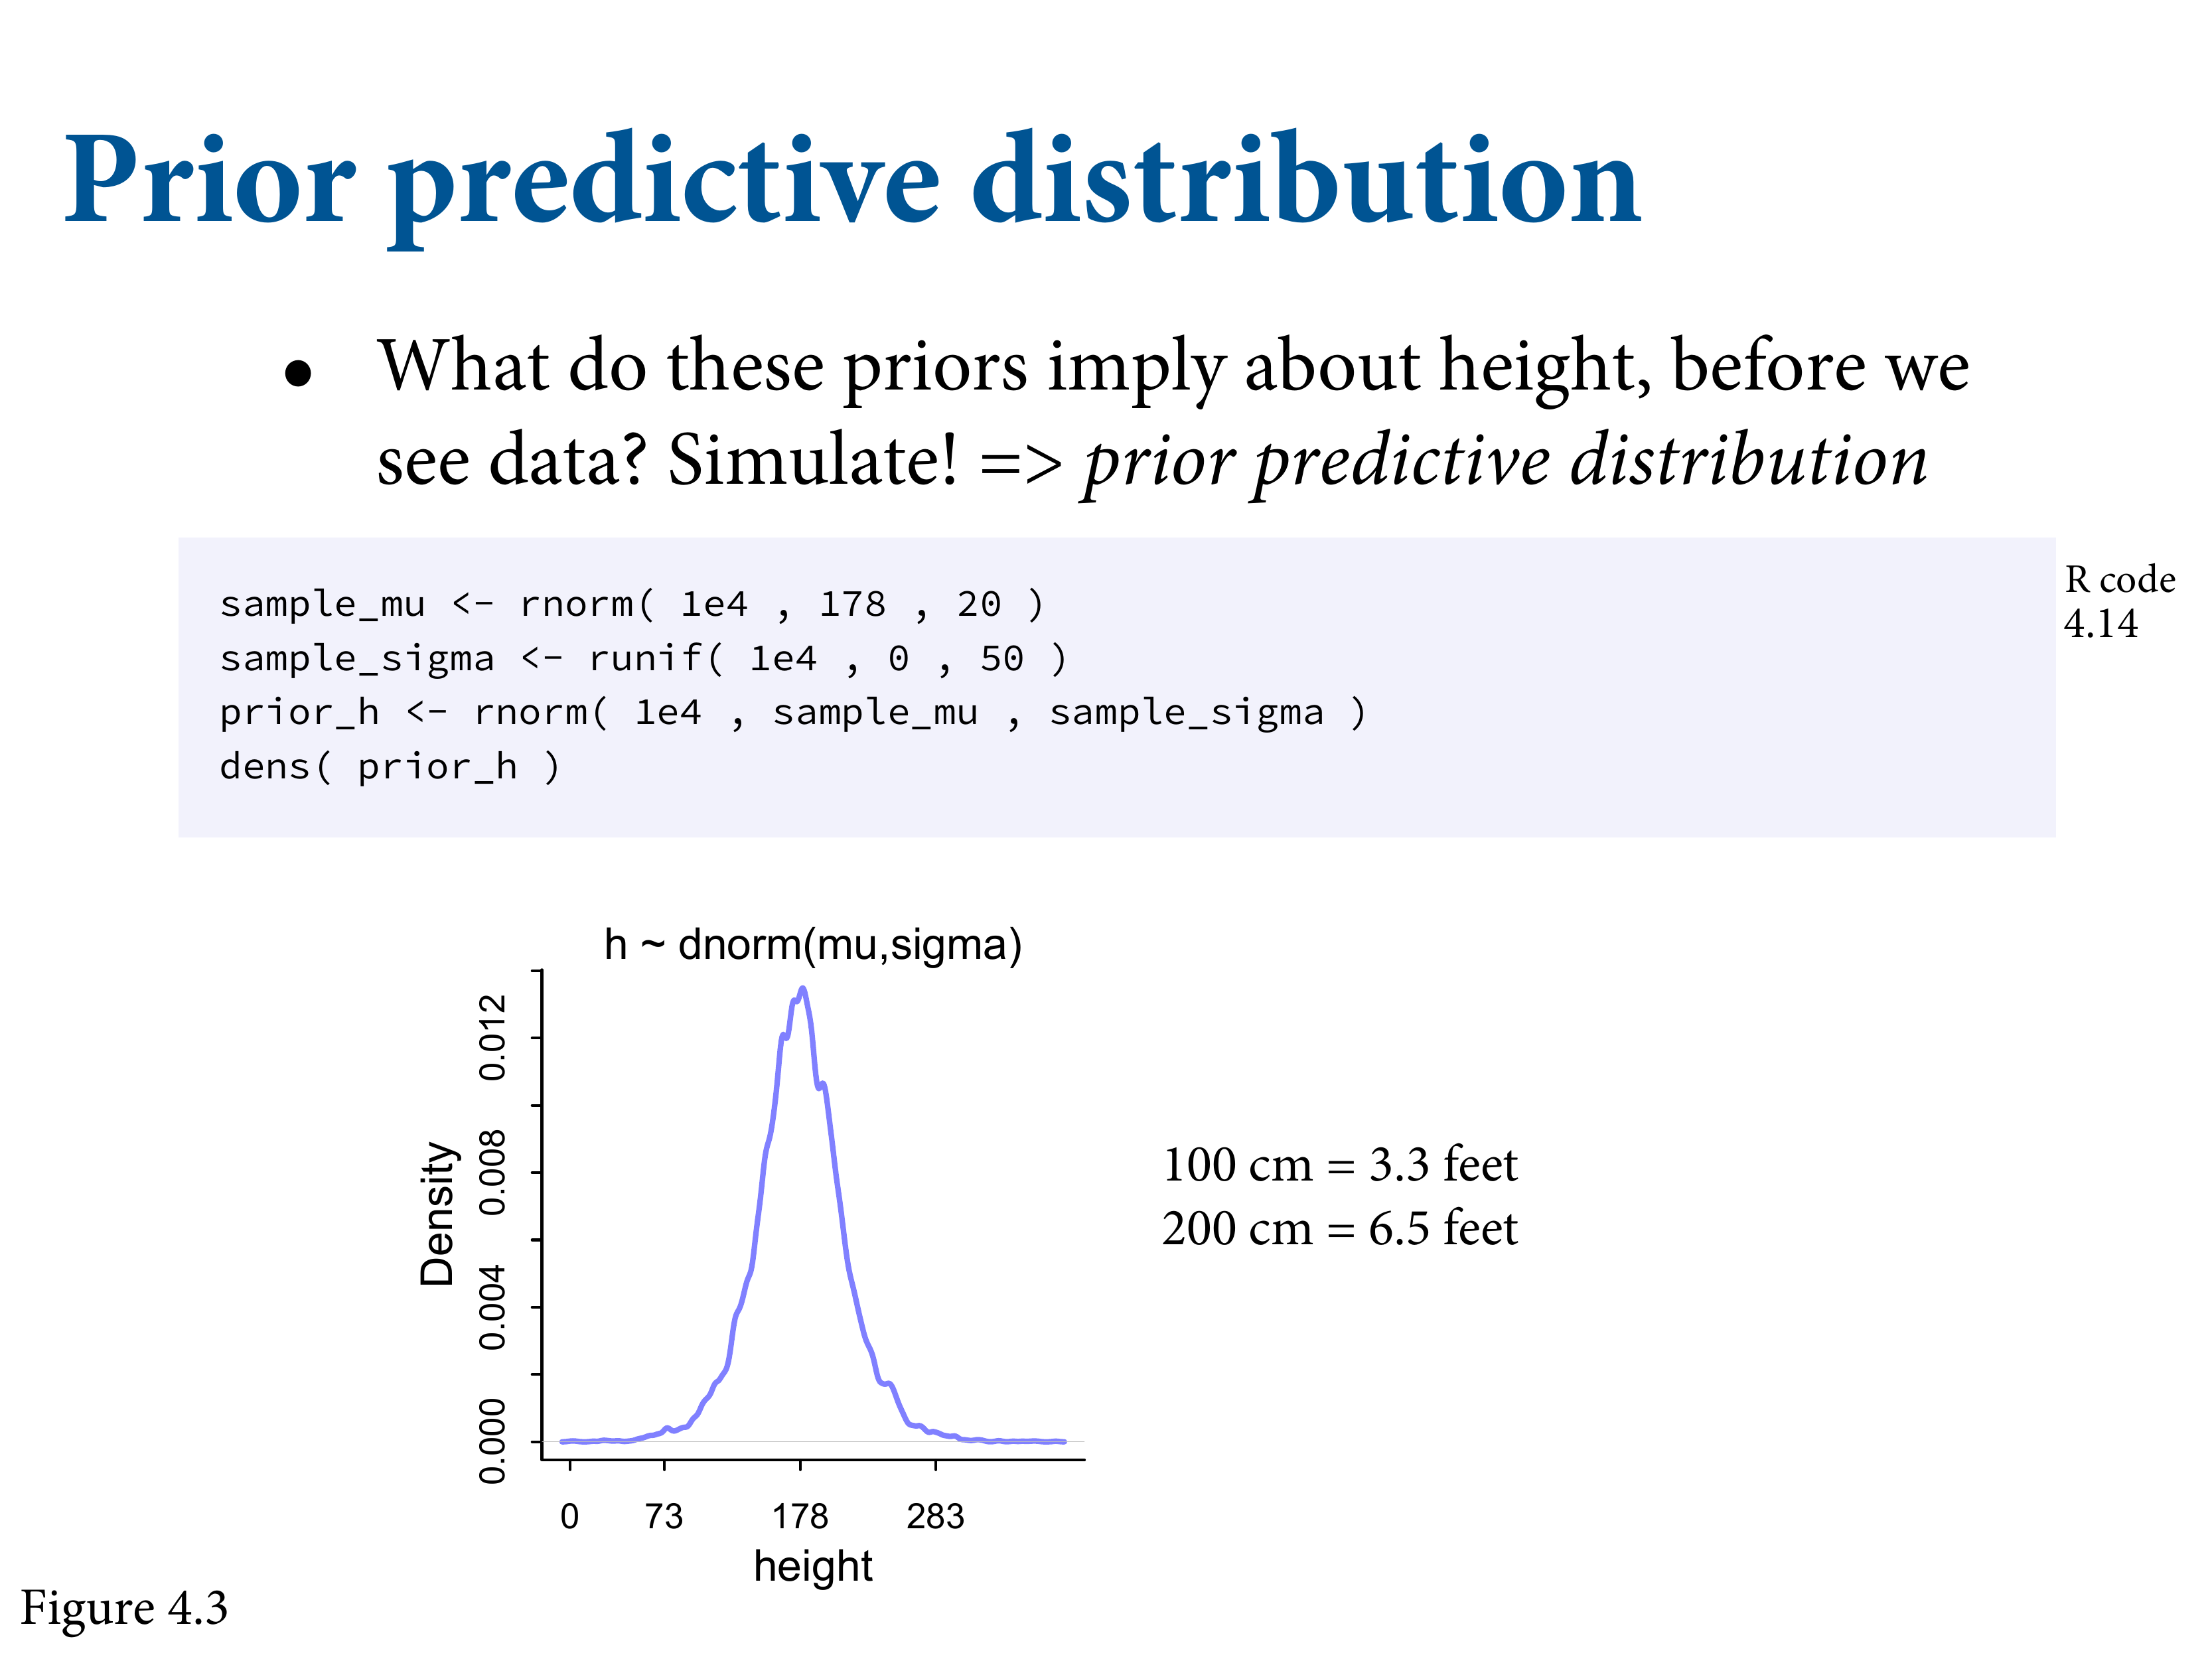 Prior predictive distribution
• What do these priors imply about height, before we
see data? Simulate! => prior predictive distribution
sample_mu <- rnorm( 1e4 , 178 , 20 )
sample_sigma <- runif( 1e4 , 0 , 50 )
prior_h <- rnorm( 1e4 , sample_mu , sample_sigma )
dens( prior_h )
R code
4.14
h ~ dnorm(mu,sigma)
Density
0.012
0.008
0.004
0.000
0 73 178 283
height
100 cm = 3.3 feet
200 cm = 6.5 feet
Figure 4.3